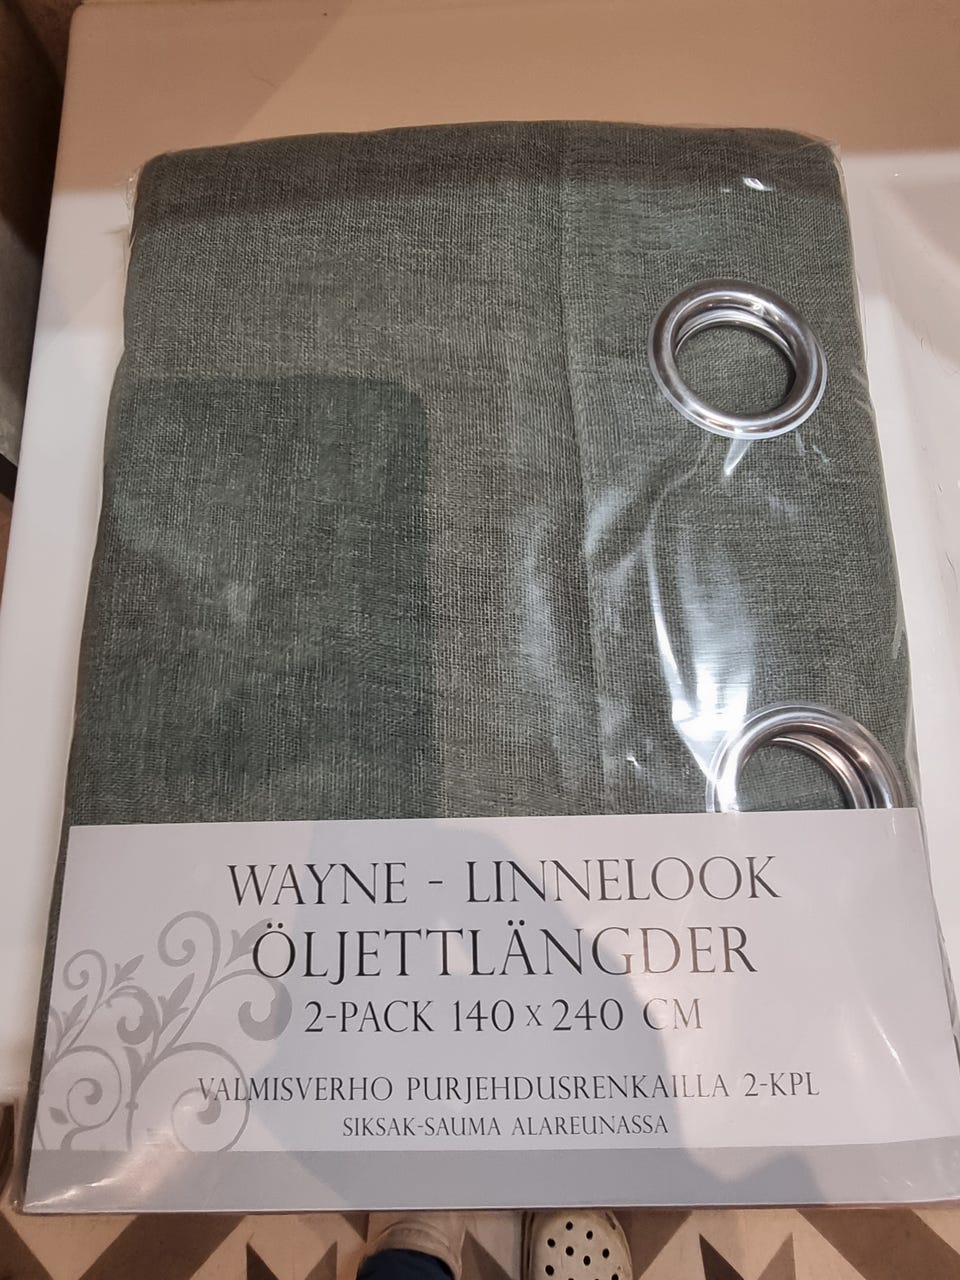 WAYNE - LINNELOOK
ÖLJETTLÄNGDER
2-PACK 140 x 240 CM
VALMISVERHO PURJEHDUSRENKAILLA 2-KPL
SIKSAK-SAUMA ALAREUNASSA